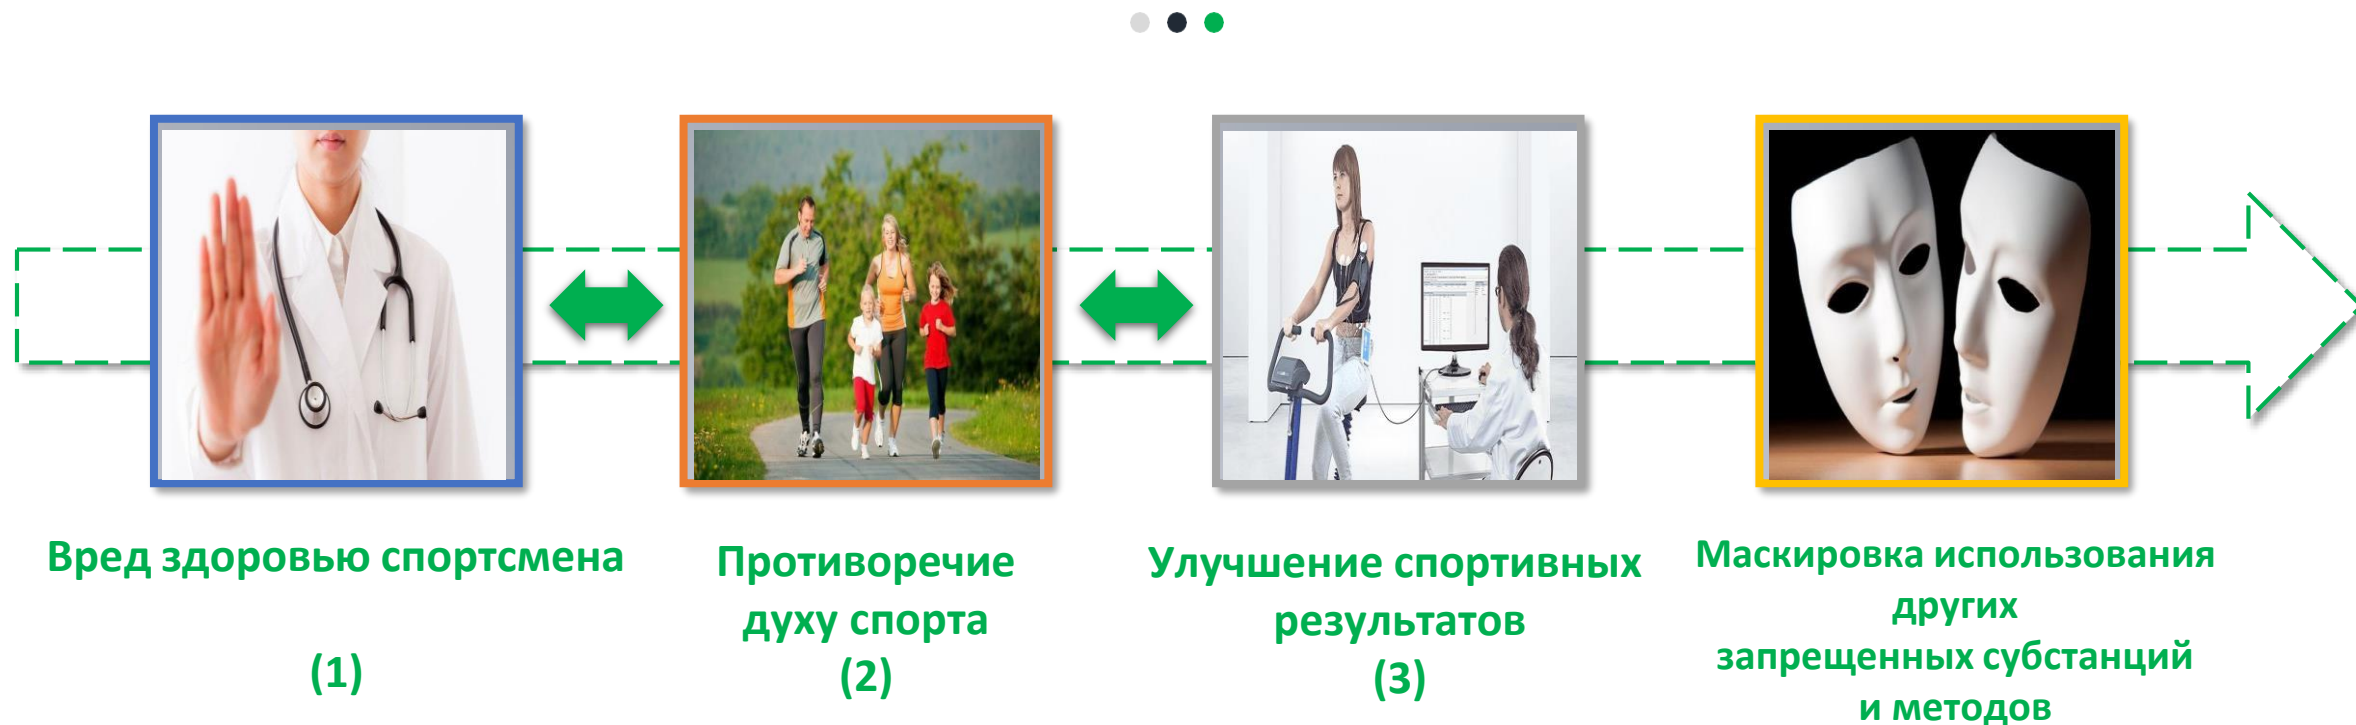 Вред здоровью спортсмена
(1)
Противоречие
духу спорта
(2)
Улучшение спортивных
результатов
(3)
Маскировка использования
других
запрещенных субстанций
и методов